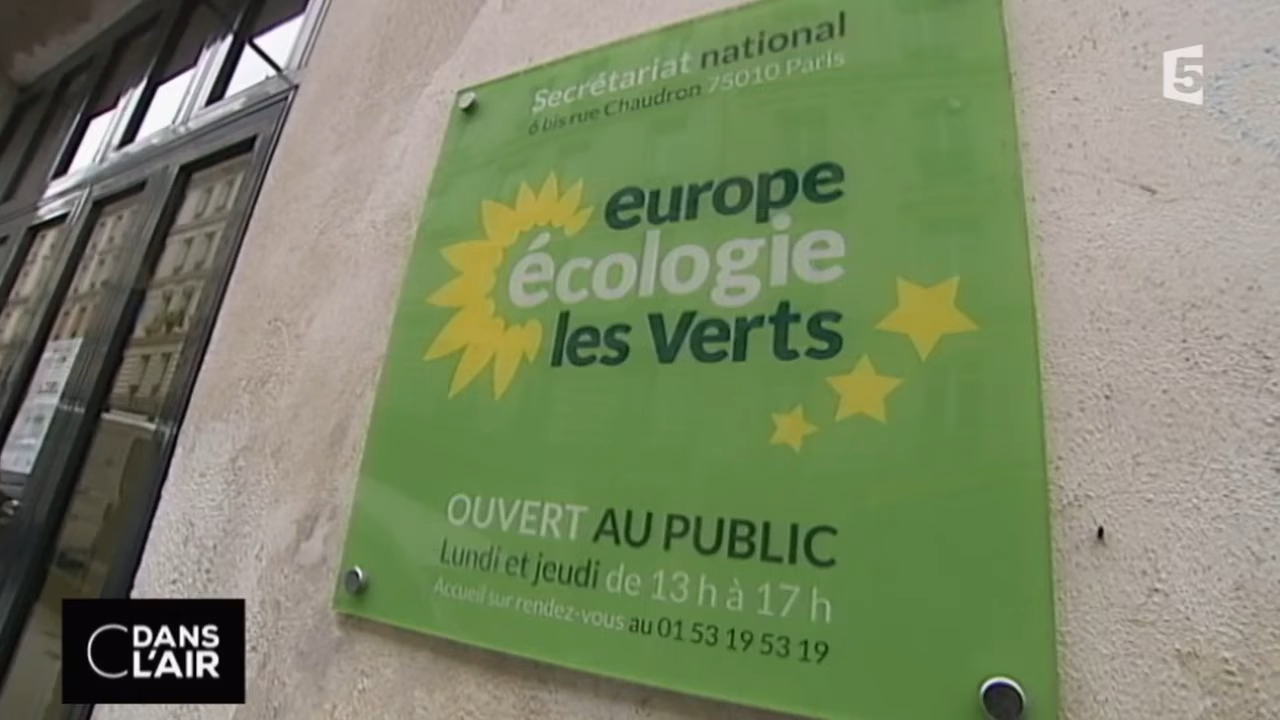 Secrétariat national
6 bis rue Chaudron 75010 Paris
europe
écologie
les Verts
OUVERT AU PUBLIC
Lundi et jeudi de 13 h à 17 h
Accueil sur rendez-vous au 01 53 19 53 19
5
C DANS
L'AIR